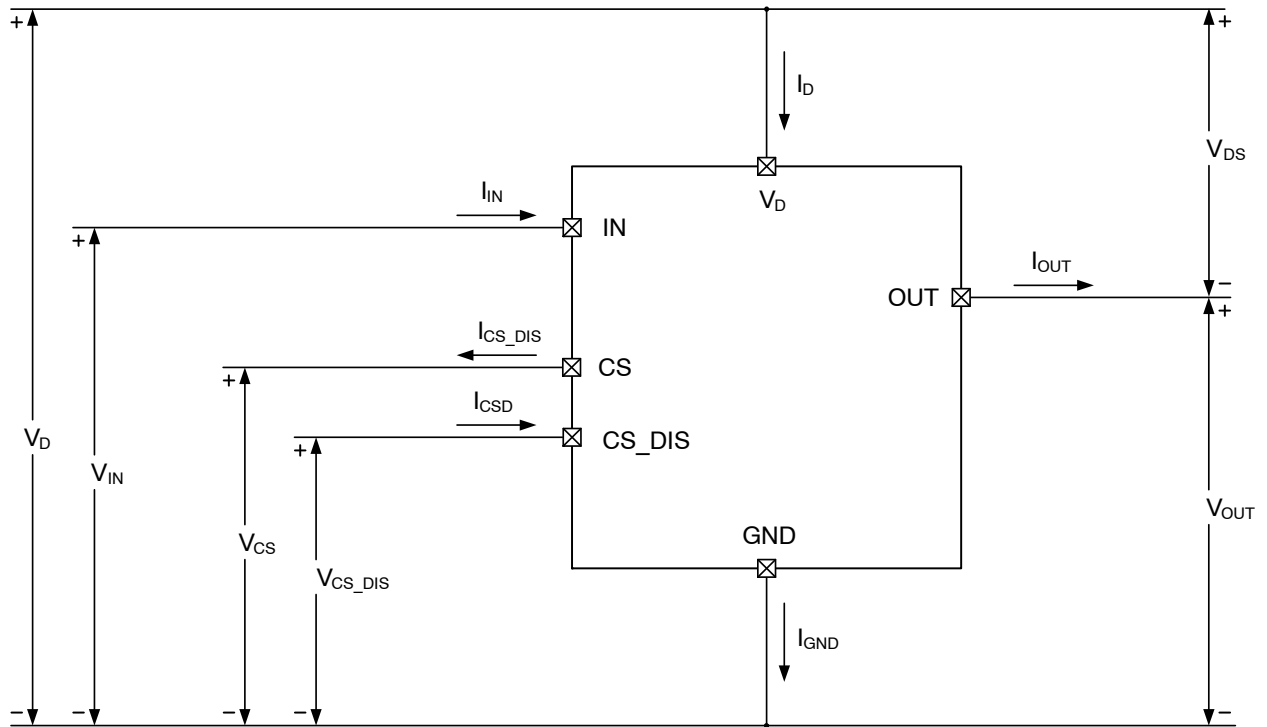 +
+
I_D
V_DS
V_D
I_IN
IN
+
I_OUT
OUT
−
+
I_CS_DIS
CS
+
I_CSD
CS_DIS
+
V_D
V_IN
V_OUT
GND
V_CS
V_CS_DIS
I_GND
−
−
−
−
−